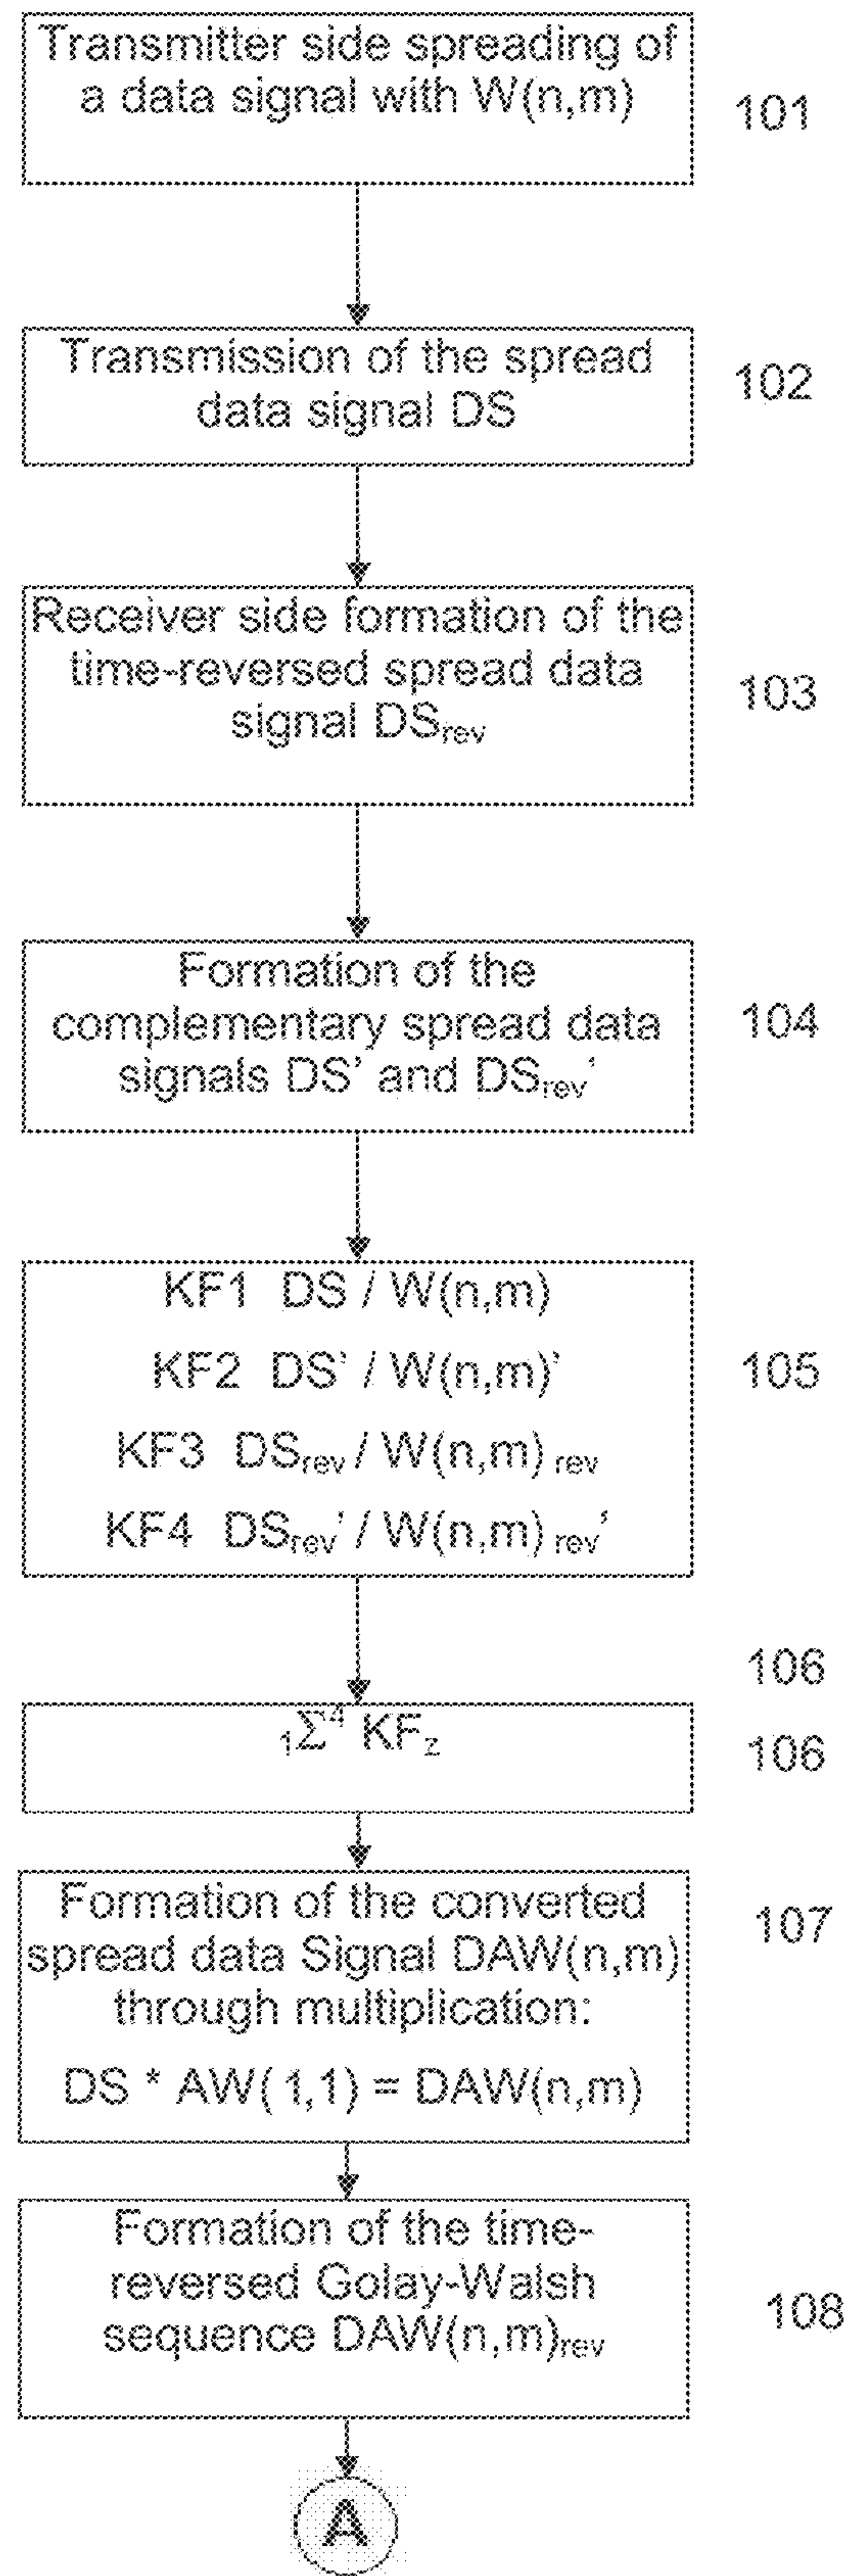 Transmitter side spreading of
a data signal with W(n,m)
101
Transmission of the spread
data signal DS
102
Receiver side formation of the
time-reversed spread data
signal DSrev
103
Formation of the
complementary spread data
signals DS' and DSrev'
104
KF1 DS / W(n,m)
KF2 DS' / W(n,m)'
KF3 DSrev / W(n,m) rev
KF4 DSrev' / W(n,m) rev'
105
106
1Σ4 KFz
106
Formation of the converted
spread data Signal DAW(n,m)
through multiplication:
DS * AW( 1,1) = DAW(n,m)
107
Formation of the time-
reversed Golay-Walsh
sequence DAW(n,m)rev
108
A